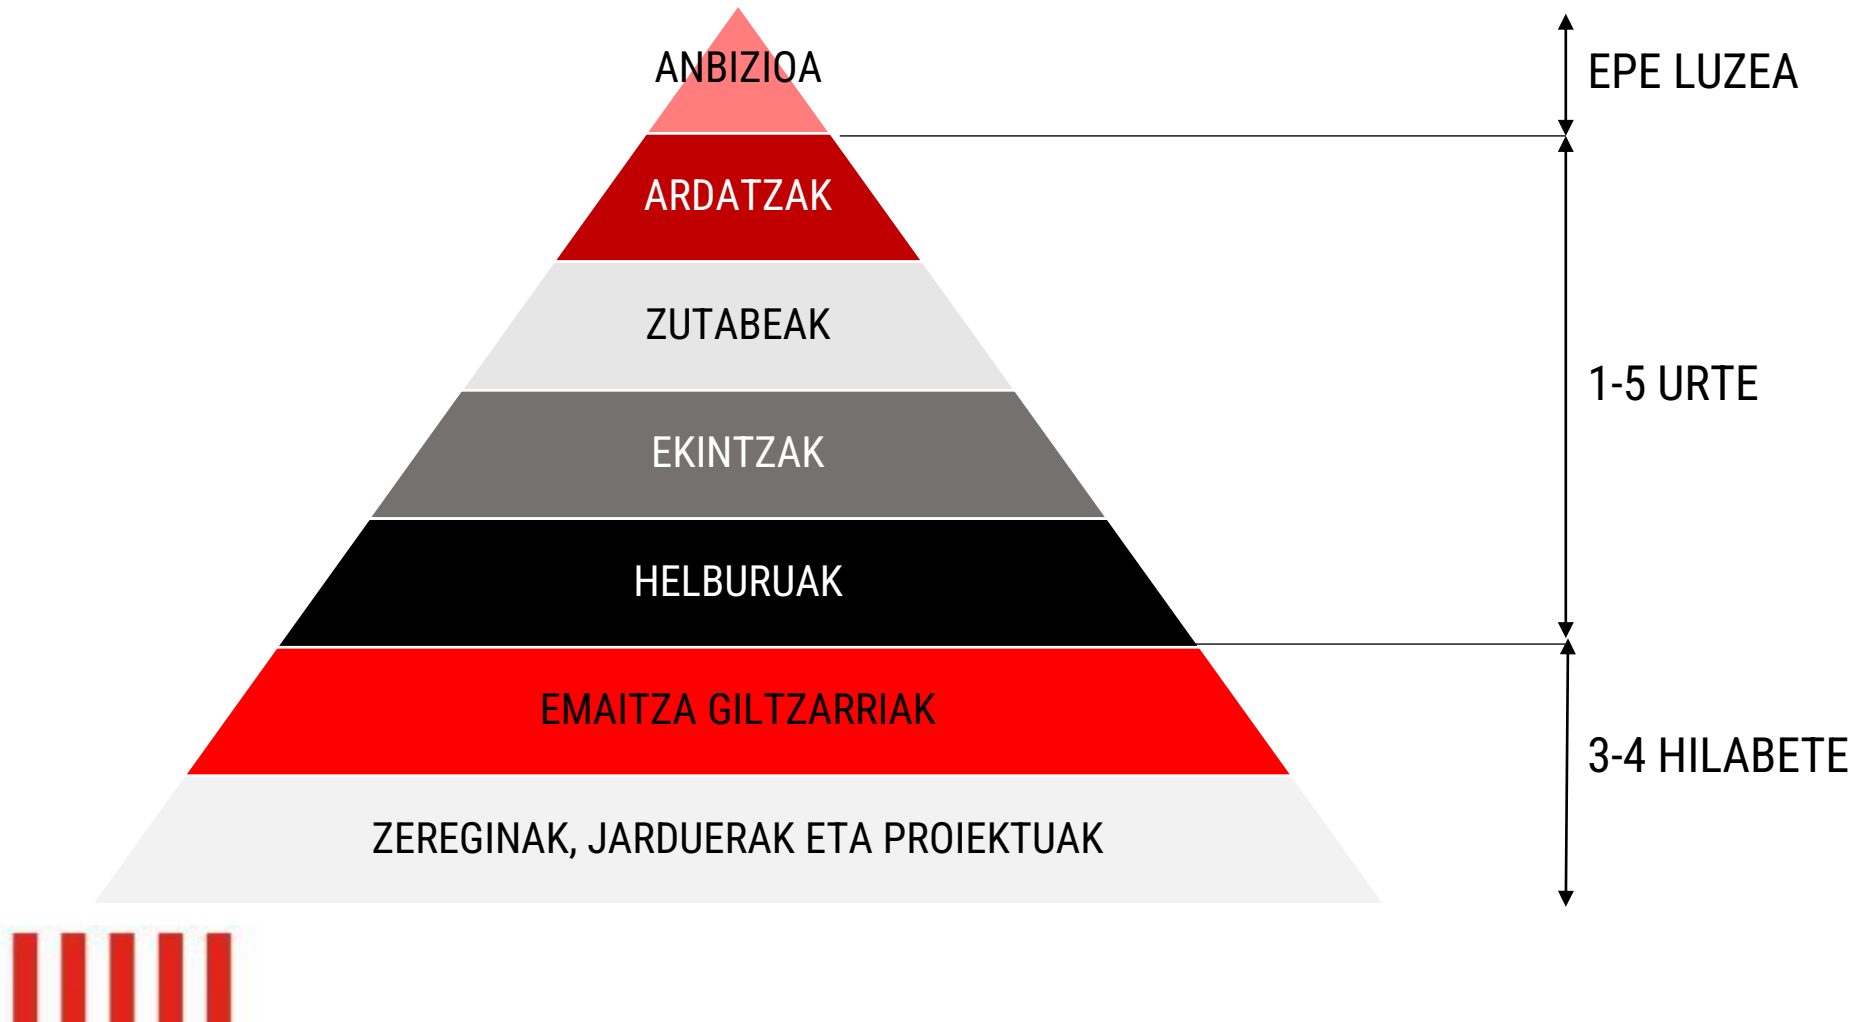 ANBIZIOA
EPE LUZEA
ARDATZAK
ZUTABEAK
1-5 URTE
EKINTZAK
HELBURUAK
EMAITZA GILTZARRIAK
3-4 HILABETE
ZEREGINAK, JARDUERAK ETA PROIEKTUAK